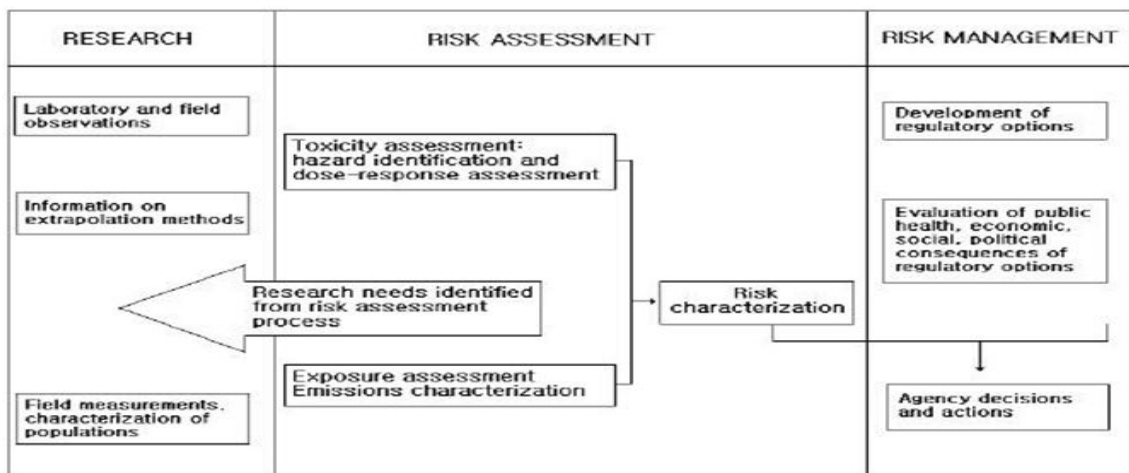 RESEARCH
RISK ASSESSMENT
RISK MANAGEMENT
Laboratory and field
observations
Information on
extrapolation methods
Field measurements,
characterization of
populations
Toxicity assessment:
hazard identification and
dose-response assessment
Research needs identified
from risk assessment
process
Exposure assessment
Emissions characterization
Risk
characterization
Development of
regulatory options
Evaluation of public
health, economic,
social, political
consequences of
regulatory options
Agency decisions
and actions